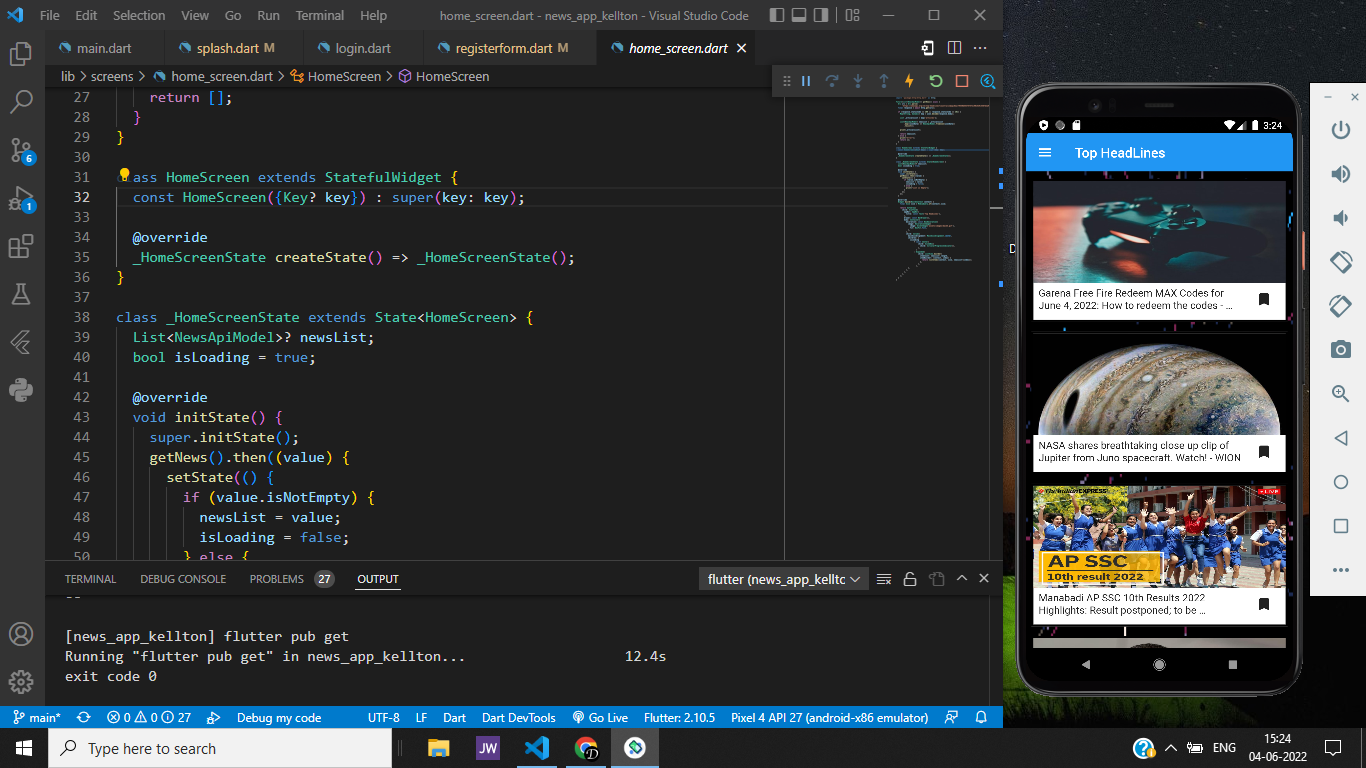 File Edit Selection View Go Run Terminal Help home_screen.dart - news_app_kellton - Visual Studio Code
main.dart splash.dart M login.dart registerform.dart M home_screen.dart
lib > screens > home_screen.dart > HomeScreen > HomeScreen
27 return [];
28 }
29 }
30
31 ass HomeScreen extends StatefulWidget {
32 const HomeScreen({Key? key}) : super(key: key);
33
34 @override
35 _HomeScreenState createState() => _HomeScreenState();
36 }
37
38 class _HomeScreenState extends State<HomeScreen> {
39 List<NewsApiModel>? newsList;
40 bool isLoading = true;
41
42 @override
43 void initState() {
44 super.initState();
45 getNews().then((value) {
46 setState(() {
47 if (value.isNotEmpty) {
48 newsList = value;
49 isLoading = false;
50 } else {
6
1
TERMINAL DEBUG CONSOLE PROBLEMS 27 OUTPUT flutter (news_app_kelltc
[news_app_kellton] flutter pub get
Running "flutter pub get" in news_app_kellton... 12.4s
exit code 0
main* 0 0 27 Debug my code UTF-8 LF Dart Dart DevTools Go Live Flutter: 2.10.5 Pixel 4 API 27 (android-x86 emulator)
3:24
Top HeadLines
Garena Free Fire Redeem MAX Codes for
June 4, 2022: How to redeem the codes - ...
NASA shares breathtaking close up clip of
Jupiter from Juno spacecraft. Watch! - WION
The Indian EXPRESS LIVE
AP SSC
10th result 2022
Manabadi AP SSC 10th Results 2022
Highlights: Result postponed; to be ...
D
Type here to search JW D ENG 15:24
04-06-2022